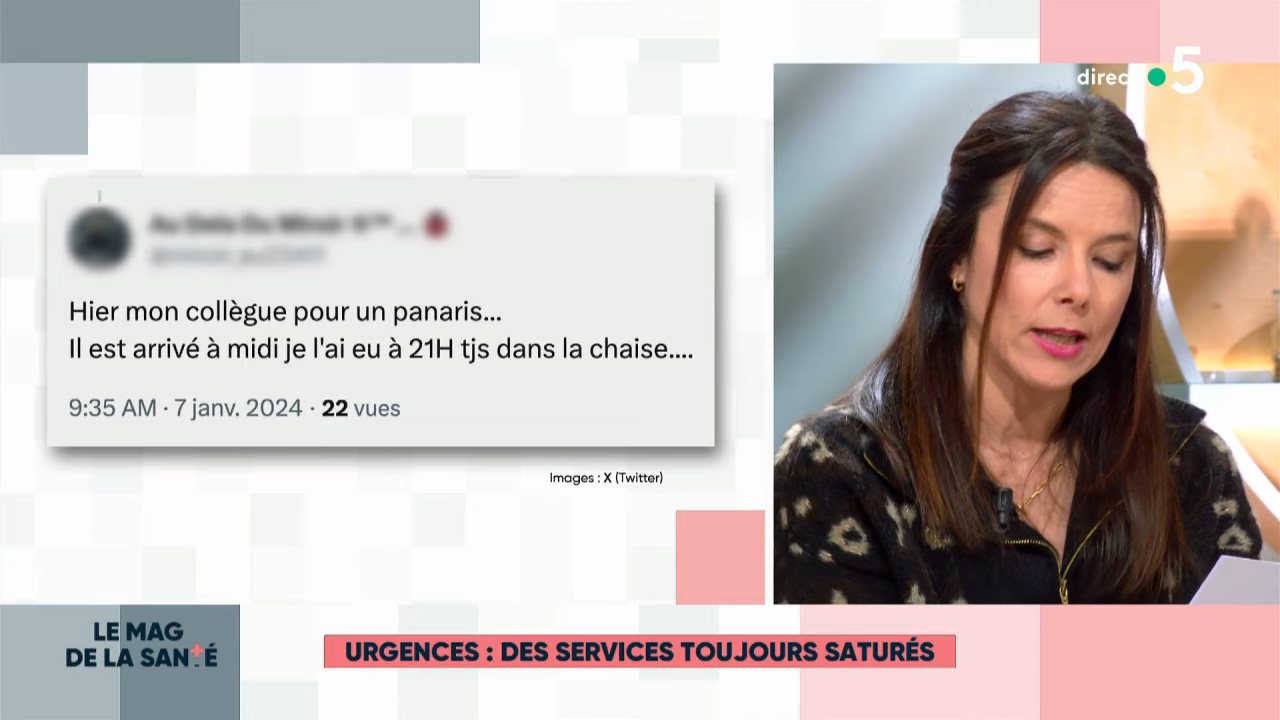 direc 5
Hier mon collègue pour un panaris...
Il est arrivé à midi je l'ai eu à 21H tjs dans la chaise....
9:35 AM · 7 janv. 2024 · 22 vues
Images : X (Twitter)
LE MAG
DE LA SANTÉ
URGENCES : DES SERVICES TOUJOURS SATURÉS